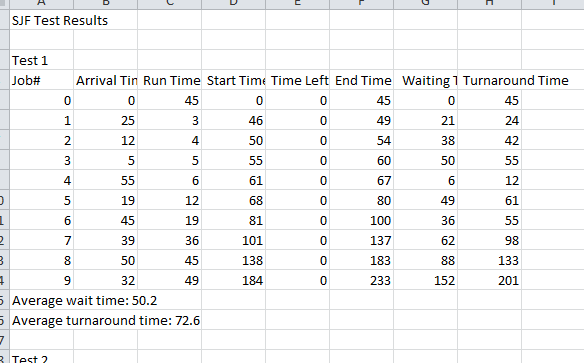 A B C D E F G H I
SJF Test Results
Test 1
Job# Arrival Tin Run Time Start Time Time Left End Time Waiting T Turnaround Time
0 0 45 0 0 45 0 45
1 25 3 46 0 49 21 24
2 12 4 50 0 54 38 42
3 5 5 55 0 60 50 55
4 55 6 61 0 67 6 12
5 19 12 68 0 80 49 61
6 45 19 81 0 100 36 55
7 39 36 101 0 137 62 98
8 50 45 138 0 183 88 133
9 32 49 184 0 233 152 201
Average wait time: 50.2
Average turnaround time: 72.6
Test 2